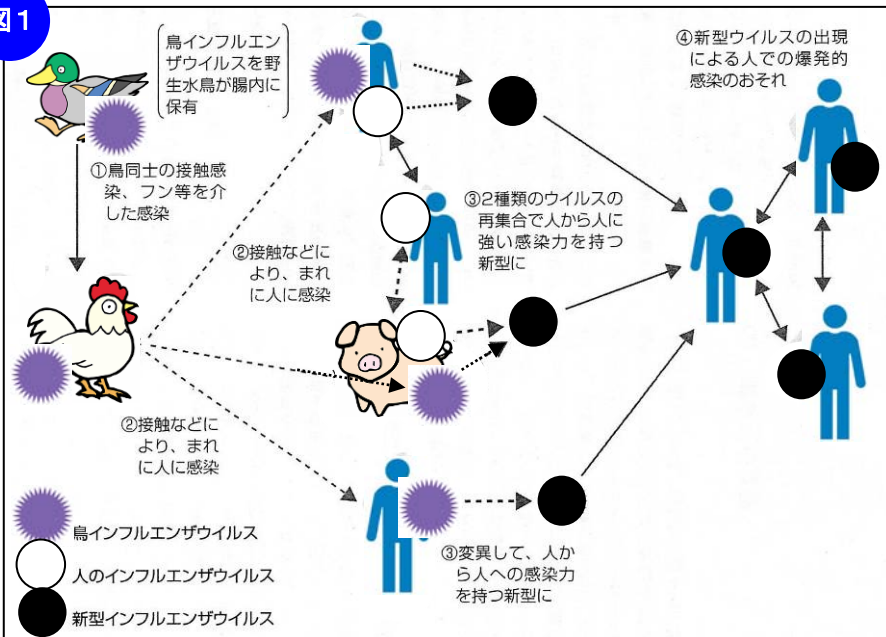 図1
鳥インフルエン
ザウイルスを野
生水鳥が腸内に
保有
①鳥同士の接触感
染、フン等を介
した感染
②接触などに
より、まれ
に人に感染
③2種類のウイルスの
再集合で人から人に
強い感染力を持つ
新型に
④新型ウイルスの出現
による人での爆発的
感染のおそれ
②接触などに
より、まれ
に人に感染
③変異して、人か
ら人への感染力
を持つ新型に
鳥インフルエンザウイルス
人のインフルエンザウイルス
新型インフルエンザウイルス